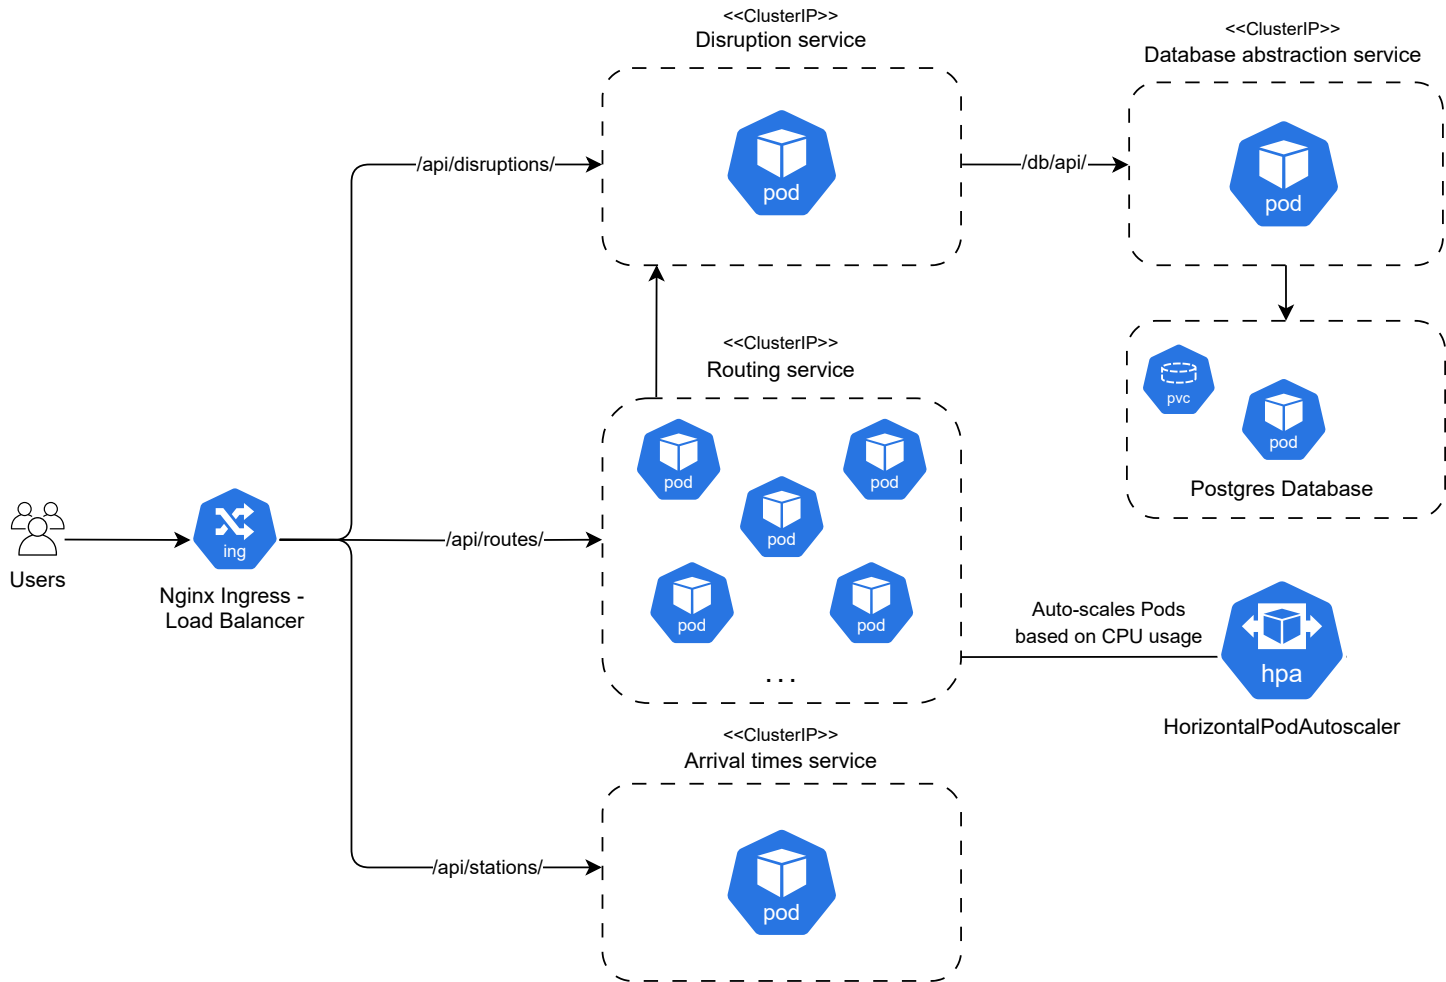 <<ClusterIP>>
Disruption service
pod
/api/disruptions/
/db/api/
<<ClusterIP>>
Database abstraction service
pod
pvc
pod
Postgres Database
<<ClusterIP>>
Routing service
pod
pod
pod
pod
pod
...
Users
ing
Nginx Ingress -
Load Balancer
/api/routes/
Auto-scales Pods
based on CPU usage
hpa
HorizontalPodAutoscaler
<<ClusterIP>>
Arrival times service
/api/stations/
pod